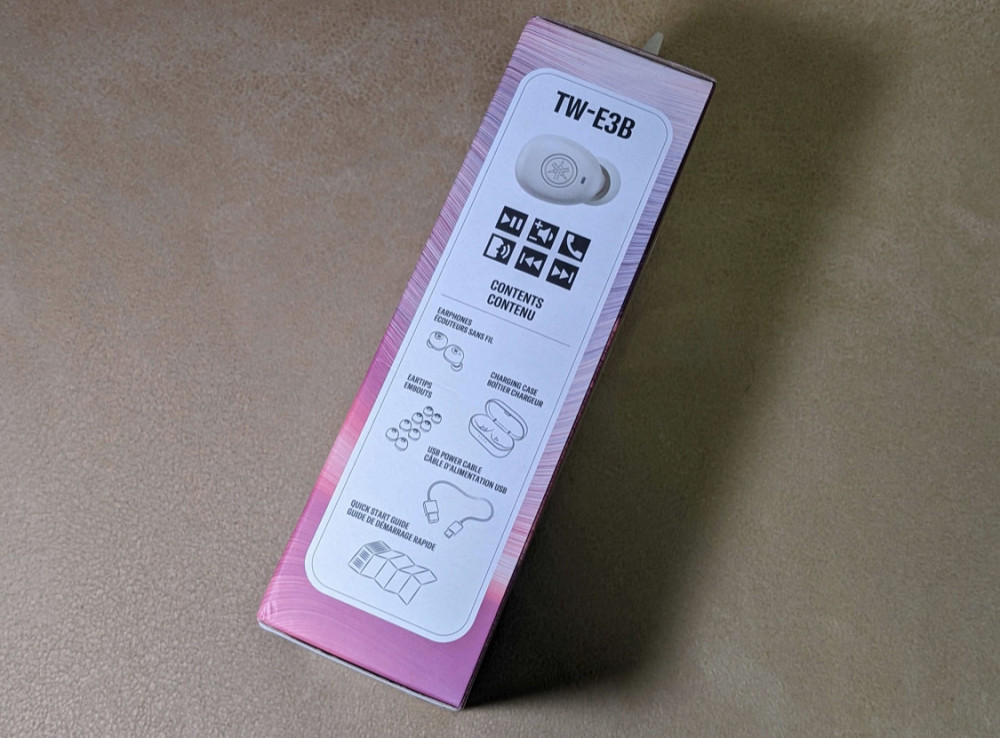 TW-E3B
CONTENTS
CONTENU
EARPHONES
ÉCOUTEURS SANS FIL
EARTIPS
EMBOUTS
CHARGING CASE
BOÎTIER CHARGEUR
USB POWER CABLE
CÂBLE D'ALIMENTATION USB
QUICK START GUIDE
GUIDE DE DÉMARRAGE RAPIDE